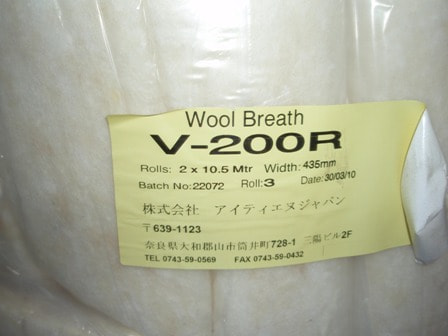 Wool Breath
V-200R
Rolls: 2 x 10.5 Mtr Width: 435mm
Batch No: 22072 Roll: 3 Date: 30/03/10
株式会社 アイティエヌジャパン
〒639-1123
奈良県大和郡山市筒井町728-1 三陽ビル2F
TEL 0743-59-0569 FAX 0743-59-0432